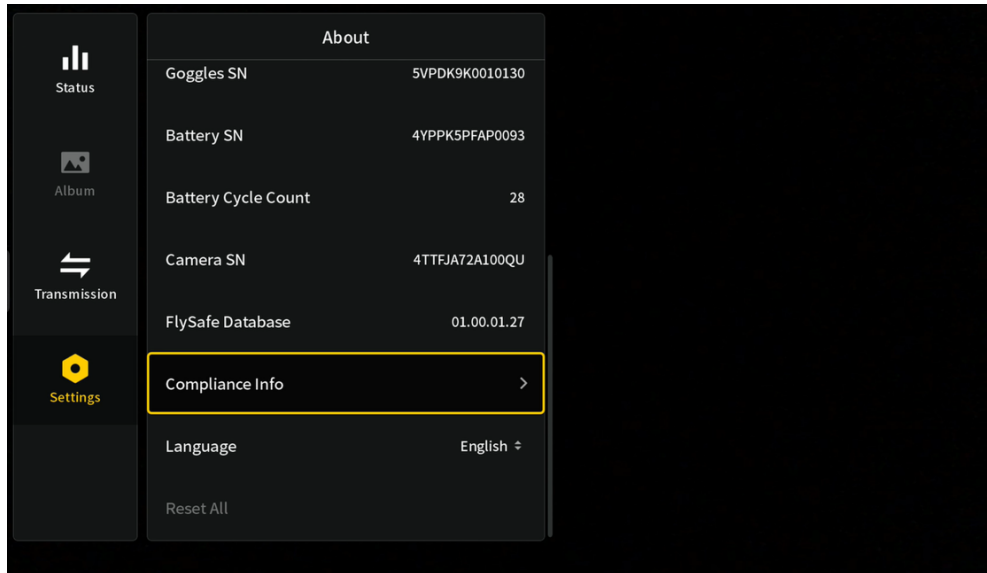 About
Status
Album
Transmission
Settings
Goggles SN 5VPDK9K0010130
Battery SN 4YPPK5PFAP0093
Battery Cycle Count 28
Camera SN 4TTFJA72A100QU
FlySafe Database 01.00.01.27
Compliance Info
Language English
Reset All